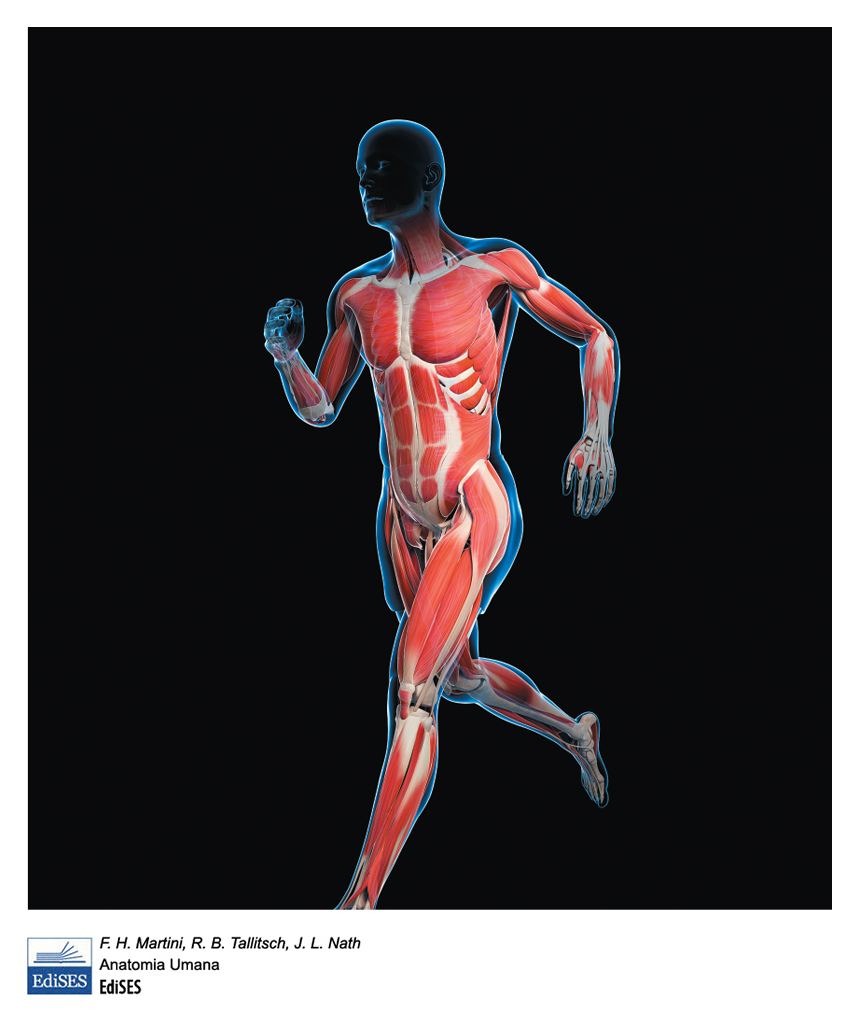 EdiSES
F. H. Martini, R. B. Tallitsch, J. L. Nath
Anatomia Umana
EdiSES